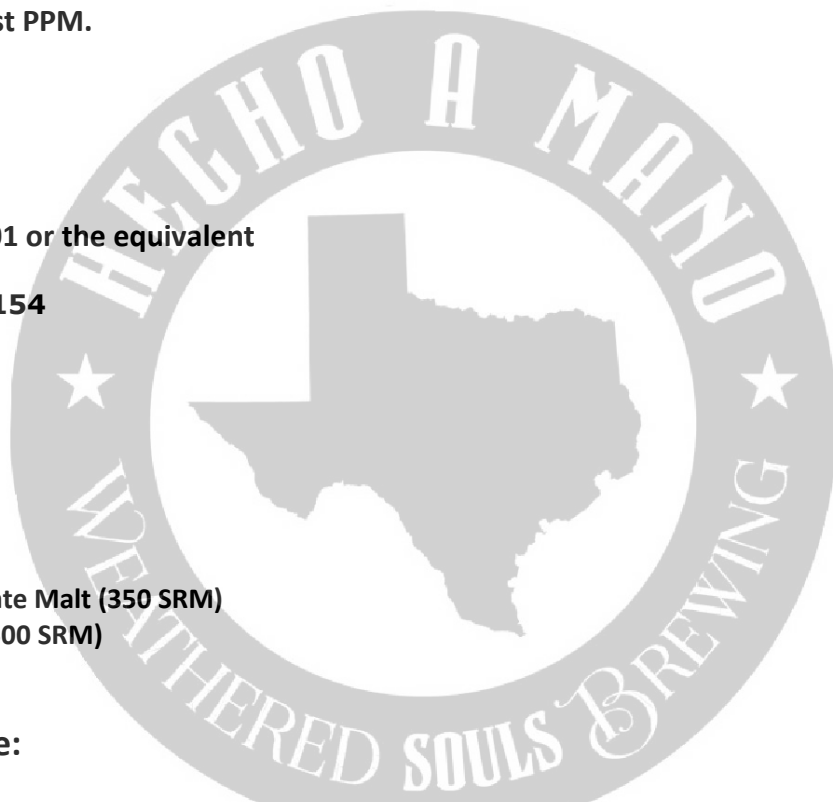 st PPM.
HECHO A MANO
01 or the equivalent
154
ate Malt (350 SRM)
00 SRM)
e:
WEATHERED SOULS BREWING